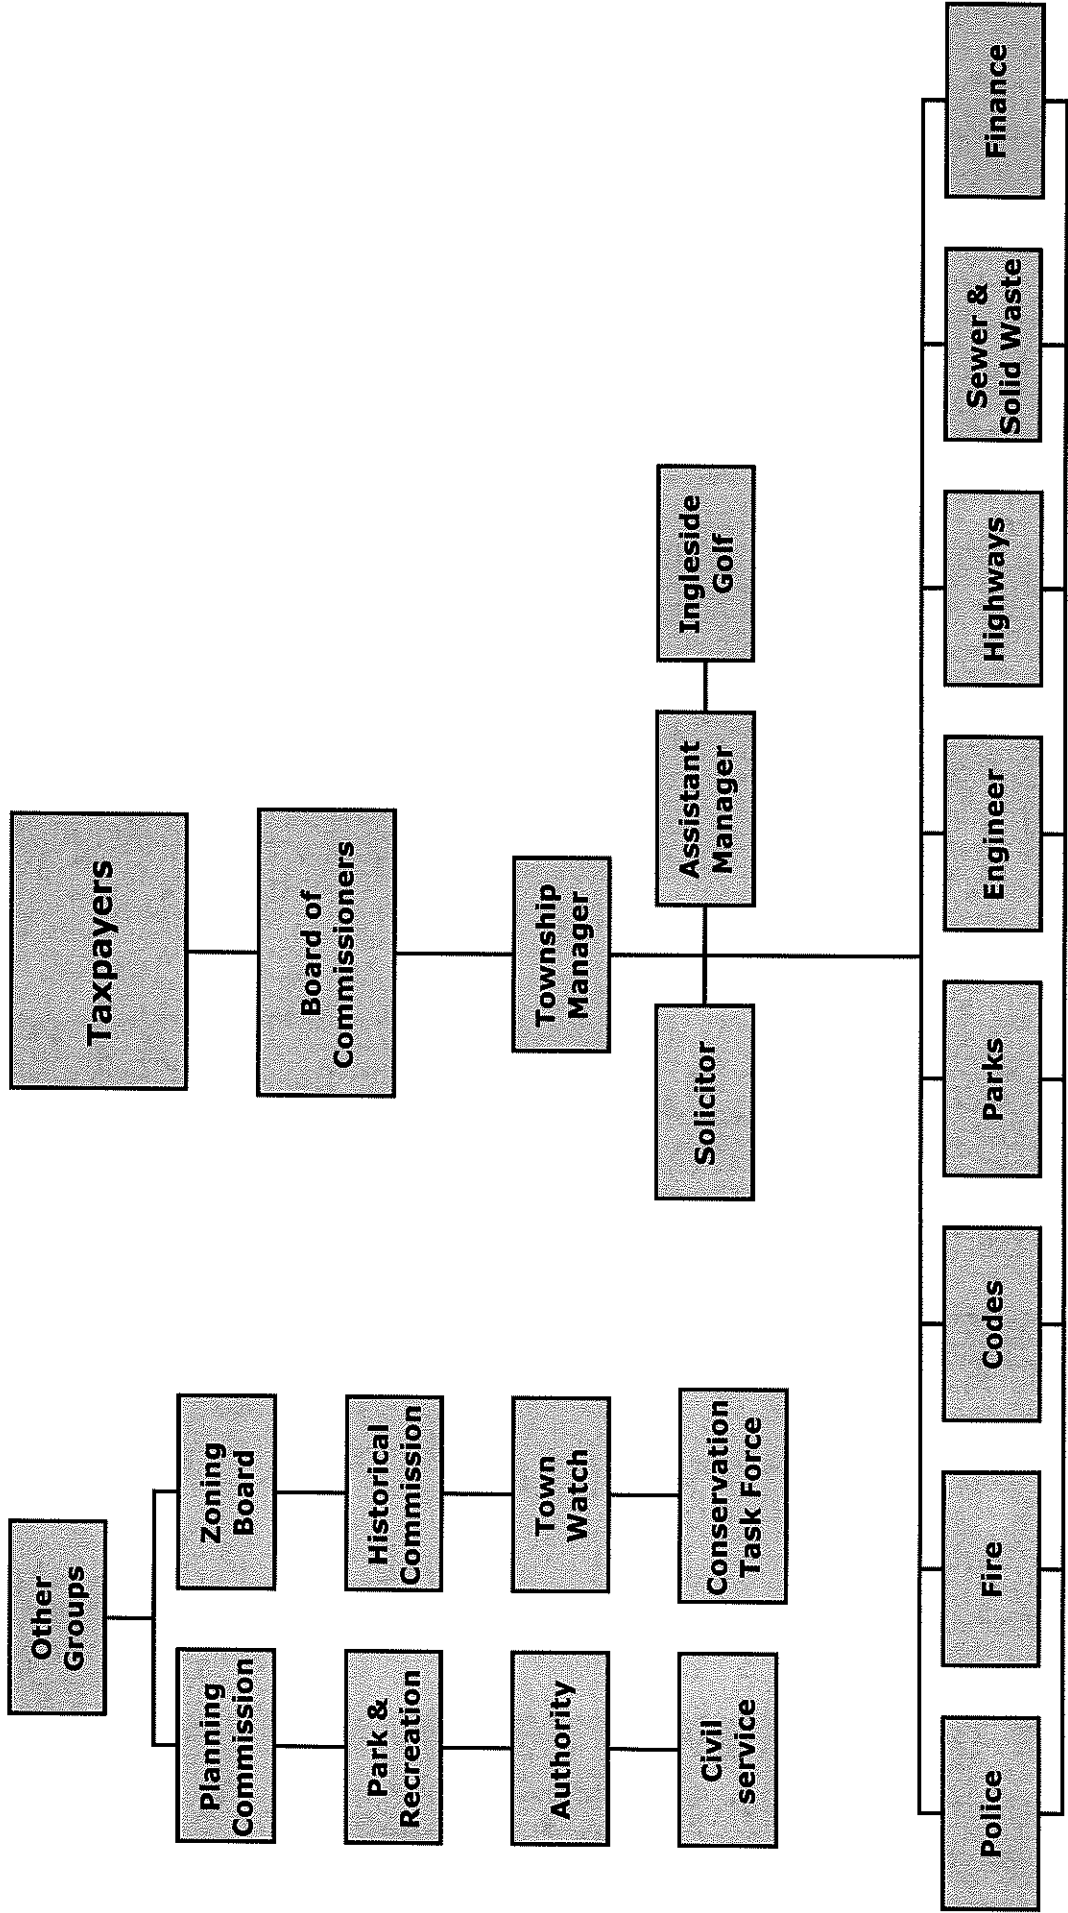 Taxpayers
Other
Groups
Board of
Commissioners
Planning
Commission
Zoning
Board
Park &
Recreation
Historical
Commission
Township
Manager
Authority
Town
Watch
Solicitor
Assistant
Manager
Ingleside
Golf
Civil
service
Conservation
Task Force
Police
Fire
Codes
Parks
Engineer
Highways
Sewer &
Solid Waste
Finance